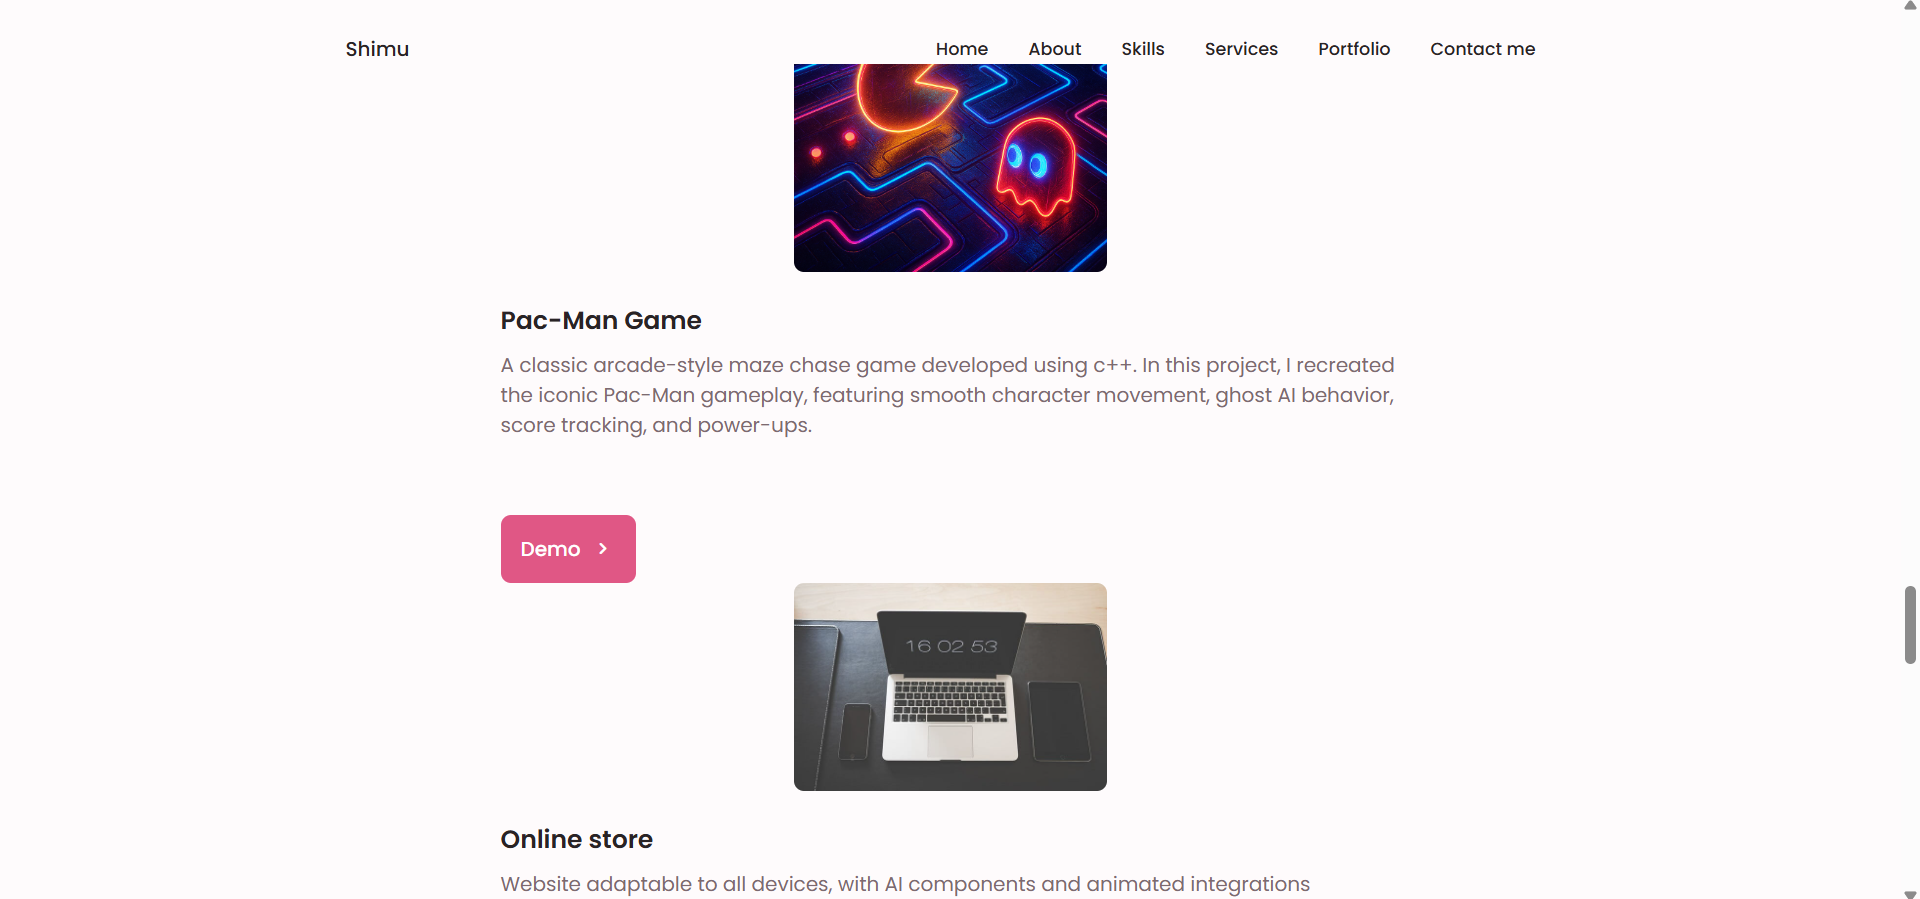 Shimu
Home About Skills Services Portfolio Contact me
Pac-Man Game
A classic arcade-style maze chase game developed using c++. In this project, I recreated
the iconic Pac-Man gameplay, featuring smooth character movement, ghost AI behavior,
score tracking, and power-ups.
Demo
16 02 53
Online store
Website adaptable to all devices, with AI components and animated integrations